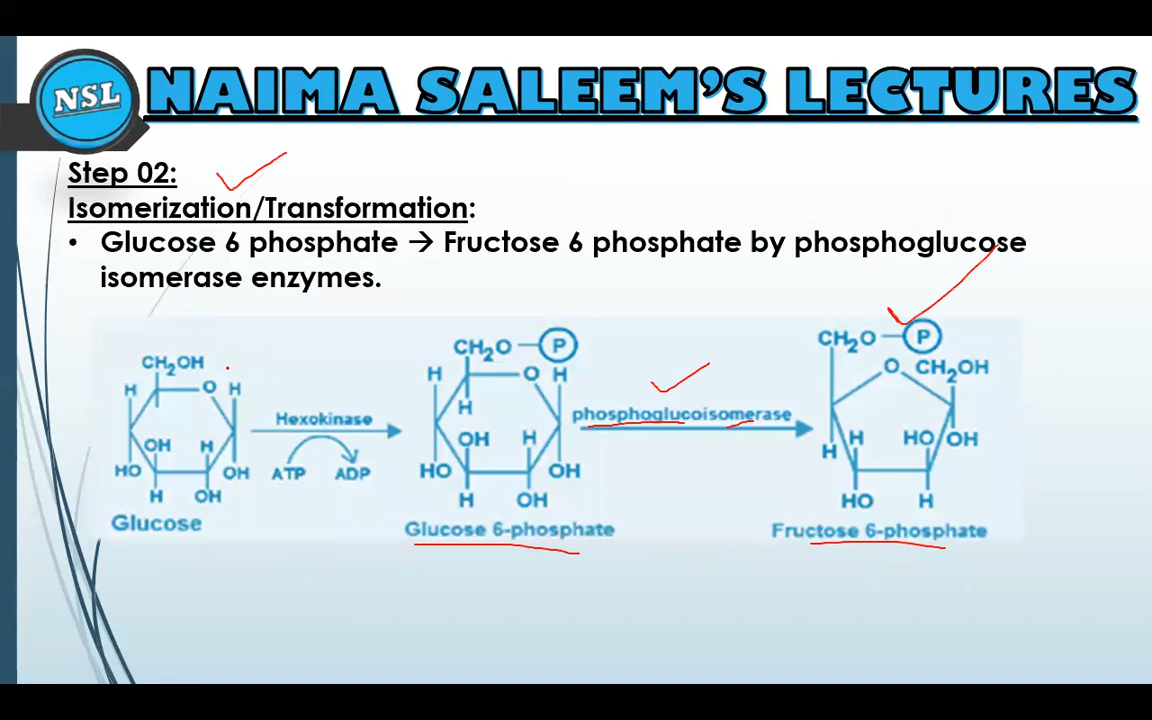 NSL
NAIMA SALEEM'S LECTURES
Step 02:
Isomerization/Transformation:
• Glucose 6 phosphate → Fructose 6 phosphate by phosphoglucose
isomerase enzymes.
CH₂OH
H
O
H
OH
H
HO
OH
H
OH
Glucose
Hexokinase
ATP
ADP
CH₂O
P
H
O
H
H
OH
H
HO
OH
H
OH
Glucose 6-phosphate
phosphoglucoisomerase
CH₂O
P
O
CH₂OH
H
H
HO
OH
HO
H
Fructose 6-phosphate